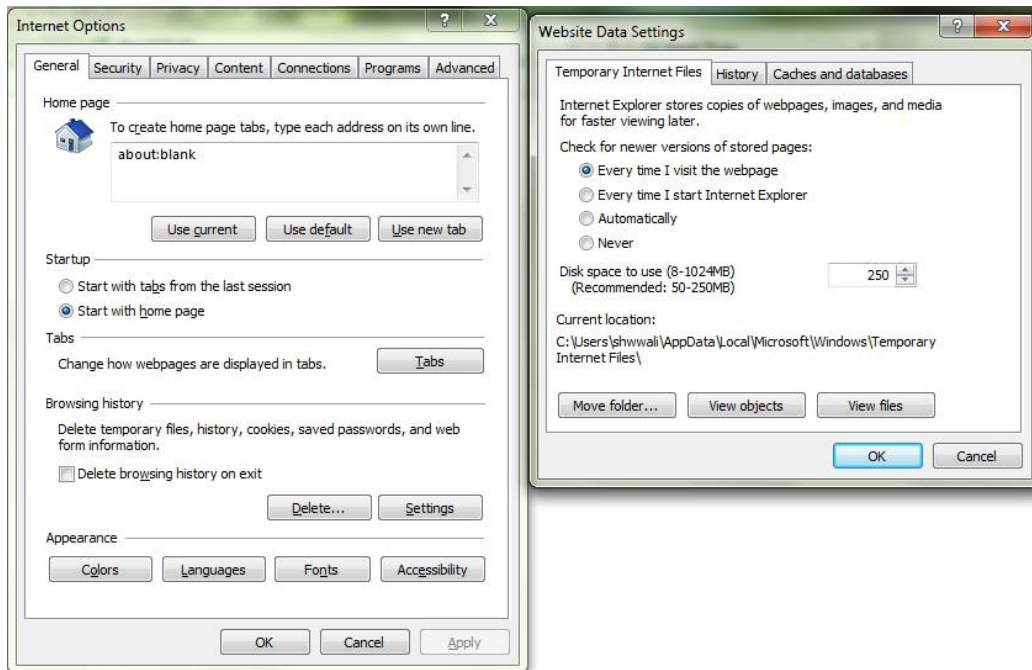 Internet Options
General Security Privacy Content Connections Programs Advanced
Home page
To create home page tabs, type each address on its own line.
about:blank
Use current Use default Use new tab
Startup
Start with tabs from the last session
Start with home page
Tabs
Change how webpages are displayed in tabs.
Tabs
Browsing history
Delete temporary files, history, cookies, saved passwords, and web
form information.
Delete browsing history on exit
Delete... Settings
Appearance
Colors Languages Fonts Accessibility
OK Cancel Apply
Website Data Settings
Temporary Internet Files History Caches and databases
Internet Explorer stores copies of webpages, images, and media
for faster viewing later.
Check for newer versions of stored pages:
Every time I visit the webpage
Every time I start Internet Explorer
Automatically
Never
Disk space to use (8-1024MB)
(Recommended: 50-250MB)
250
Current location:
C:\Users\shwwali\AppData\Local\Microsoft\Windows\Temporary
Internet Files\
Move folder... View objects View files
OK Cancel